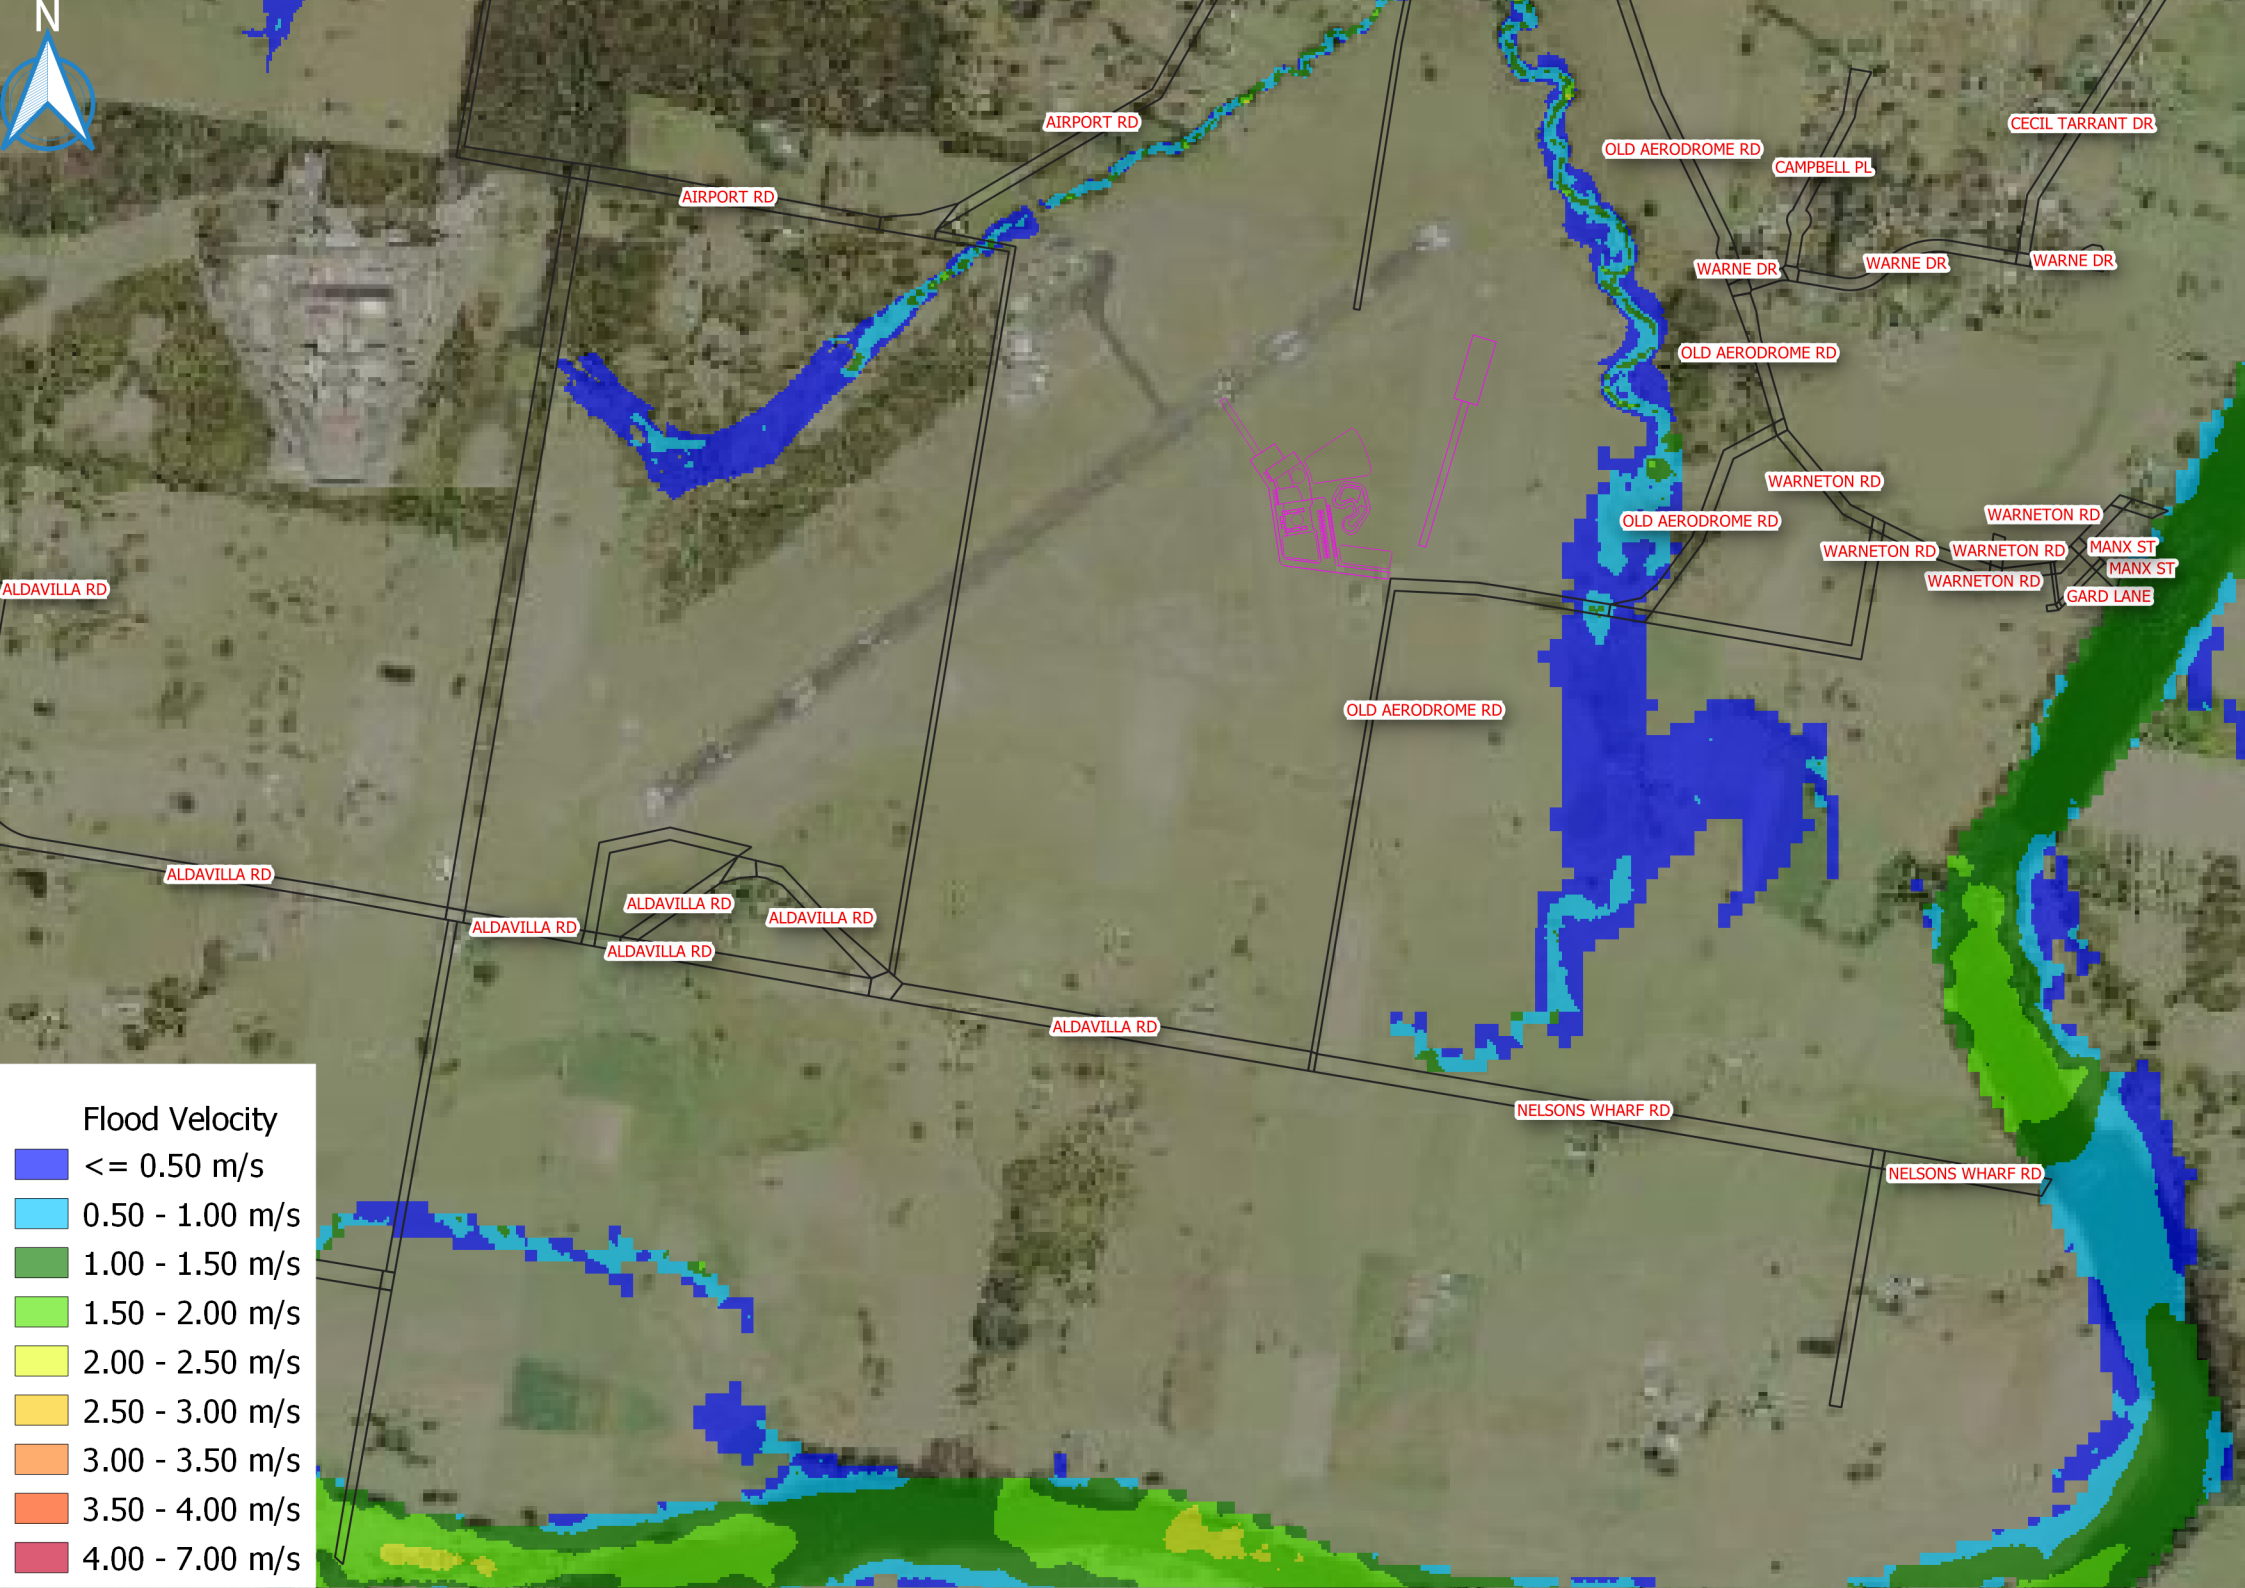 N
AIRPORT RD
CECIL TARRANT DR
OLD AERODROME RD
CAMPBELL PL
AIRPORT RD
WARNE DR
WARNE DR
WARNE DR
OLD AERODROME RD
WARNETON RD
WARNETON RD
OLD AERODROME RD
WARNETON RD
WARNETON RD
MANX ST
MANX ST
WARNETON RD
GARD LANE
ALDAVILLA RD
OLD AERODROME RD
ALDAVILLA RD
ALDAVILLA RD
ALDAVILLA RD
ALDAVILLA RD
ALDAVILLA RD
ALDAVILLA RD
NELSONS WHARF RD
NELSONS WHARF RD
Flood Velocity
<= 0.50 m/s
0.50 - 1.00 m/s
1.00 - 1.50 m/s
1.50 - 2.00 m/s
2.00 - 2.50 m/s
2.50 - 3.00 m/s
3.00 - 3.50 m/s
3.50 - 4.00 m/s
4.00 - 7.00 m/s